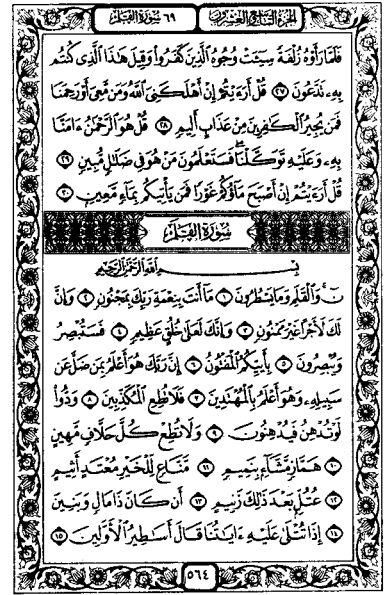 الجزء التاسع والعشرون ٦٩ سورة القلم
فَلَمَّا رَأَوْهُ زُلْفَةً سِيٓـَٔتْ وُجُوهُ ٱلَّذِينَ كَفَرُوا۟ وَقِيلَ هَٰذَا ٱلَّذِى كُنتُم
بِهِۦ تَدَّعُونَ ٢٧ قُلْ أَرَءَيْتُمْ إِنْ أَهْلَكَنِىَ ٱللَّهُ وَمَن مَّعِىَ أَوْ رَحِمَنَا
فَمَن يُجِيرُ ٱلْكَٰفِرِينَ مِنْ عَذَابٍ أَلِيمٍ ٢٨ قُلْ هُوَ ٱلرَّحْمَٰنُ ءَامَنَّا
بِهِۦ وَعَلَيْهِ تَوَكَّلْنَا ۖ فَسَتَعْلَمُونَ مَنْ هُوَ فِى ضَلَٰلٍ مُّبِينٍ ٢٩
قُلْ أَرَءَيْتُمْ إِنْ أَصْبَحَ مَآؤُكُمْ غَوْرًا فَمَن يَأْتِيكُم بِمَآءٍ مَّعِينٍۭ ٣٠
سورة القلم
بِسْمِ ٱللَّهِ ٱلرَّحْمَٰنِ ٱلرَّحِيمِ
نٓ ۚ وَٱلْقَلَمِ وَمَا يَسْطُرُونَ ١ مَآ أَنتَ بِنِعْمَةِ رَبِّكَ بِمَجْنُونٍ ٢ وَإِنَّ
لَكَ لَأَجْرًا غَيْرَ مَمْنُونٍ ٣ وَإِنَّكَ لَعَلَىٰ خُلُقٍ عَظِيمٍ ٤ فَسَتُبْصِرُ
وَيُبْصِرُونَ ٥ بِأَييِّكُمُ ٱلْمَفْتُونُ ٦ إِنَّ رَبَّكَ هُوَ أَعْلَمُ بِمَن ضَلَّ عَن
سَبِيلِهِۦ وَهُوَ أَعْلَمُ بِٱلْمُهْتَدِينَ ٧ فَلَا تُطِعِ ٱلْمُكَذِّبِينَ ٨ وَدُّوا۟
لَوْ تُدْهِنُ فَيُدْهِنُونَ ٩ وَلَا تُطِعْ كُلَّ حَلَّافٍ مَّهِينٍ
١٠ هَمَّازٍ مَّشَّآءٍۭ بِنَمِيمٍ ١١ مَّنَّاعٍ لِّلْخَيْرِ مُعْتَدٍ أَثِيمٍ
١٢ عُتُلٍّۭ بَعْدَ ذَٰلِكَ زَنِيمٍ ١٣ أَن كَانَ ذَا مَالٍ وَبَنِينَ
١٤ إِذَا تُتْلَىٰ عَلَيْهِ ءَايَٰتُنَا قَالَ أَسَٰطِيرُ ٱلْأَوَّلِينَ ١٥
٥٦٤